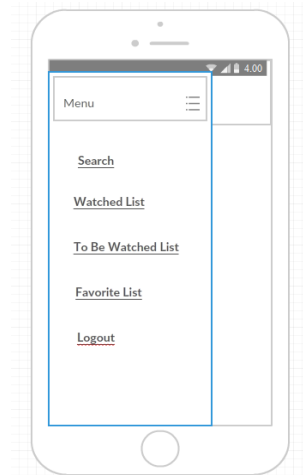 4.00
Menu
Search
Watched List
To Be Watched List
Favorite List
Logout